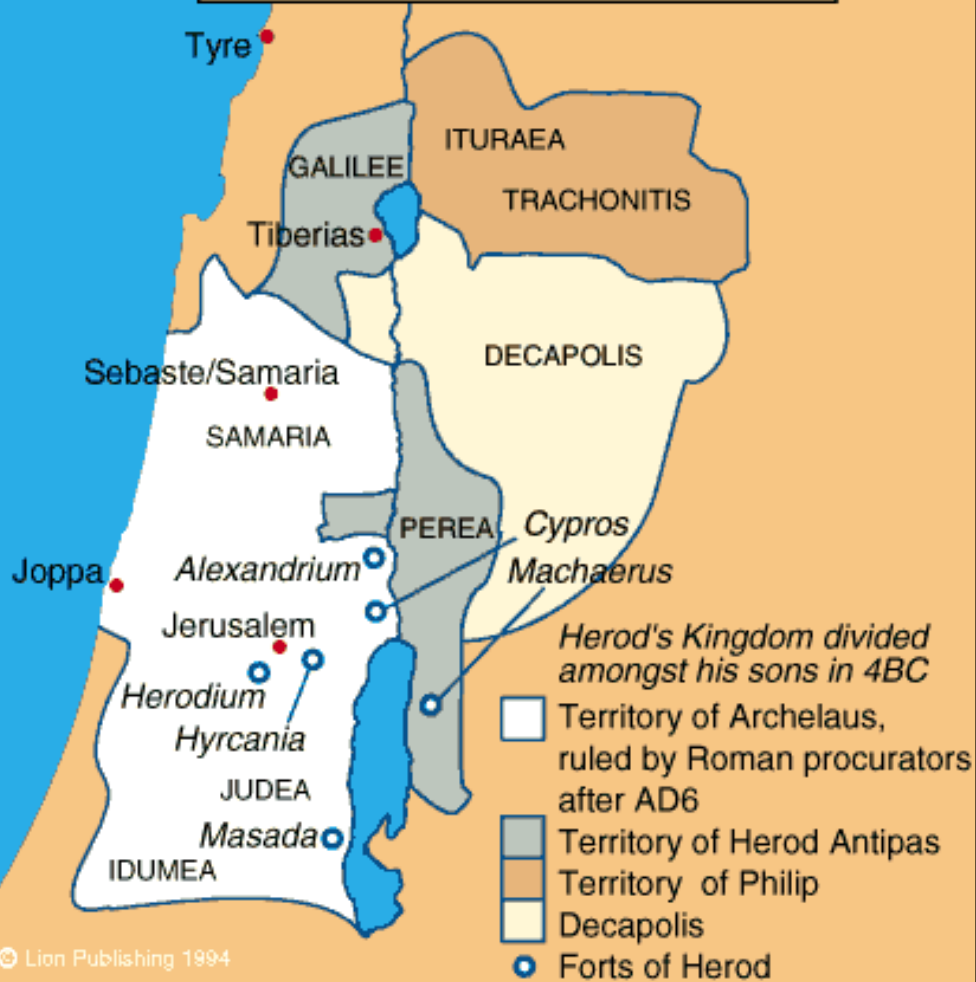 Tyre
ITURAEA
GALILEE
TRACHONITIS
Tiberias
DECAPOLIS
Sebaste/Samaria
SAMARIA
PEREA
Cypros
Alexandrium
Machaerus
Joppa
Jerusalem
Herodium
Hyrcania
JUDEA
Masada
IDUMEA
Herod's Kingdom divided
amongst his sons in 4BC
Territory of Archelaus,
ruled by Roman procurators
after AD6
Territory of Herod Antipas
Territory of Philip
Decapolis
Forts of Herod
© Lion Publishing 1994